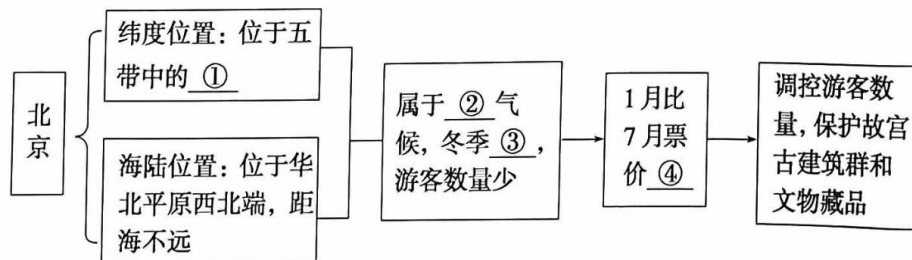 北
京
纬度位置：位于五
带中的 ①
海陆位置：位于华
北平原西北端，距
海不远
属于 ② 气
候，冬季 ③ ，
游客数量少
1月比
7月票
价 ④
调控游客数
量，保护故宫
古建筑群和
文物藏品